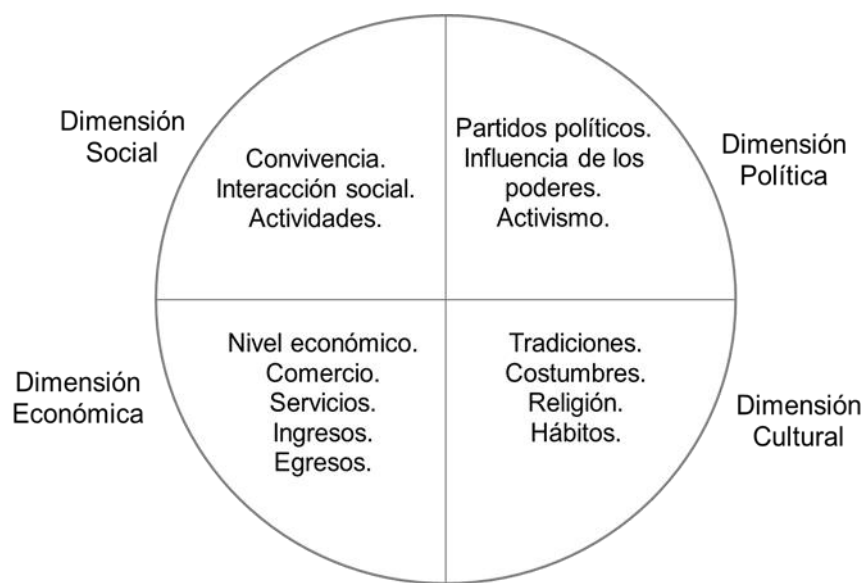 Dimensión
Social
Convivencia.
Interacción social.
Actividades.
Partidos políticos.
Influencia de los
poderes.
Activismo.
Dimensión
Política
Dimensión
Económica
Nivel económico.
Comercio.
Servicios.
Ingresos.
Egresos.
Tradiciones.
Costumbres.
Religión.
Hábitos.
Dimensión
Cultural